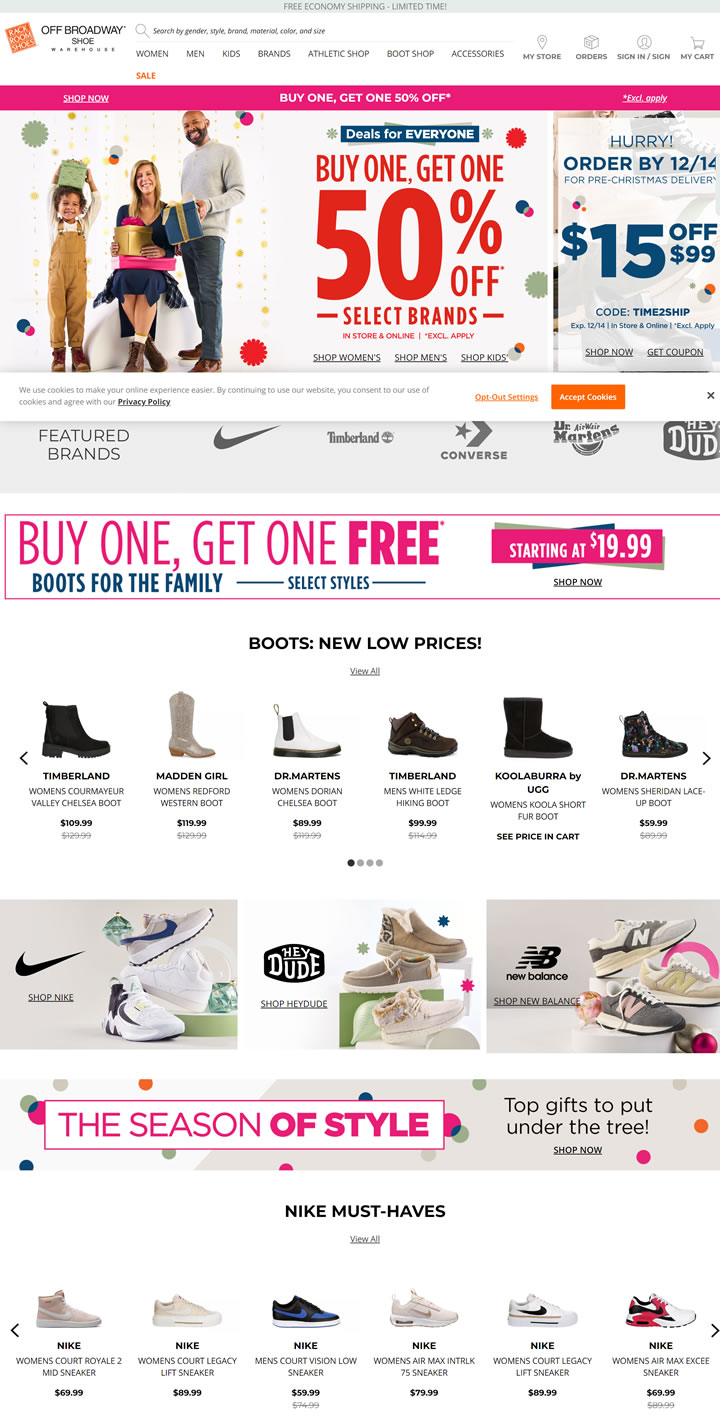 FREE ECONOMY SHIPPING - LIMITED TIME!
RACK
ROOM
SHOES
OFF BROADWAY
SHOE
WAREHOUSE
Search by gender, style, brand, material, color, and size
WOMEN MEN KIDS BRANDS ATHLETIC SHOP BOOT SHOP ACCESSORIES
SALE
MY STORE ORDERS SIGN IN / SIGN MY CART
SHOP NOW BUY ONE, GET ONE 50% OFF* *Excl. apply
Deals for EVERYONE
BUY ONE, GET ONE
50%
OFF*
SELECT BRANDS
IN STORE & ONLINE | *EXCL. APPLY
SHOP WOMEN'S SHOP MEN'S SHOP KIDS'
HURRY!
ORDER BY 12/14
FOR PRE-CHRISTMAS DELIVERY
$15 OFF
$99
CODE: TIME2SHIP
Exp. 12/14 | In Store & Online | *Excl. Apply
SHOP NOW GET COUPON
We use cookies to make your online experience easier. By continuing to use our website, you consent to our use of
cookies and agree with our Privacy Policy
Opt-Out Settings Accept Cookies
FEATURED
BRANDS
Timberland
CONVERSE
Dr. AirWair
Martens
HEY
DUD
BUY ONE, GET ONE FREE*
BOOTS FOR THE FAMILY SELECT STYLES
STARTING AT $19.99
SHOP NOW
BOOTS: NEW LOW PRICES!
View All
TIMBERLAND
WOMENS COURMAYEUR
VALLEY CHELSEA BOOT
$109.99
$129.99
MADDEN GIRL
WOMENS REDFORD
WESTERN BOOT
$119.99
$129.99
DR.MARTENS
WOMENS DORIAN
CHELSEA BOOT
$89.99
$119.99
TIMBERLAND
MENS WHITE LEDGE
HIKING BOOT
$99.99
$114.99
KOOLABURRA by
UGG
WOMENS KOOLA SHORT
FUR BOOT
SEE PRICE IN CART
DR.MARTENS
WOMENS SHERIDAN LACE-
UP BOOT
$59.99
$89.99
SHOP NIKE
HEY
DUDE
SHOP HEYDUDE
new balance
SHOP NEW BALANCE
THE SEASON OF STYLE
Top gifts to put
under the tree!
SHOP NOW
NIKE MUST-HAVES
View All
NIKE
WOMENS COURT ROYALE 2
MID SNEAKER
$69.99
NIKE
WOMENS COURT LEGACY
LIFT SNEAKER
$89.99
NIKE
MENS COURT VISION LOW
SNEAKER
$59.99
$74.99
NIKE
WOMENS AIR MAX INTRLK
75 SNEAKER
$79.99
NIKE
WOMENS COURT LEGACY
LIFT SNEAKER
$89.99
NIKE
WOMENS AIR MAX EXCEE
SNEAKER
$69.99
$89.99